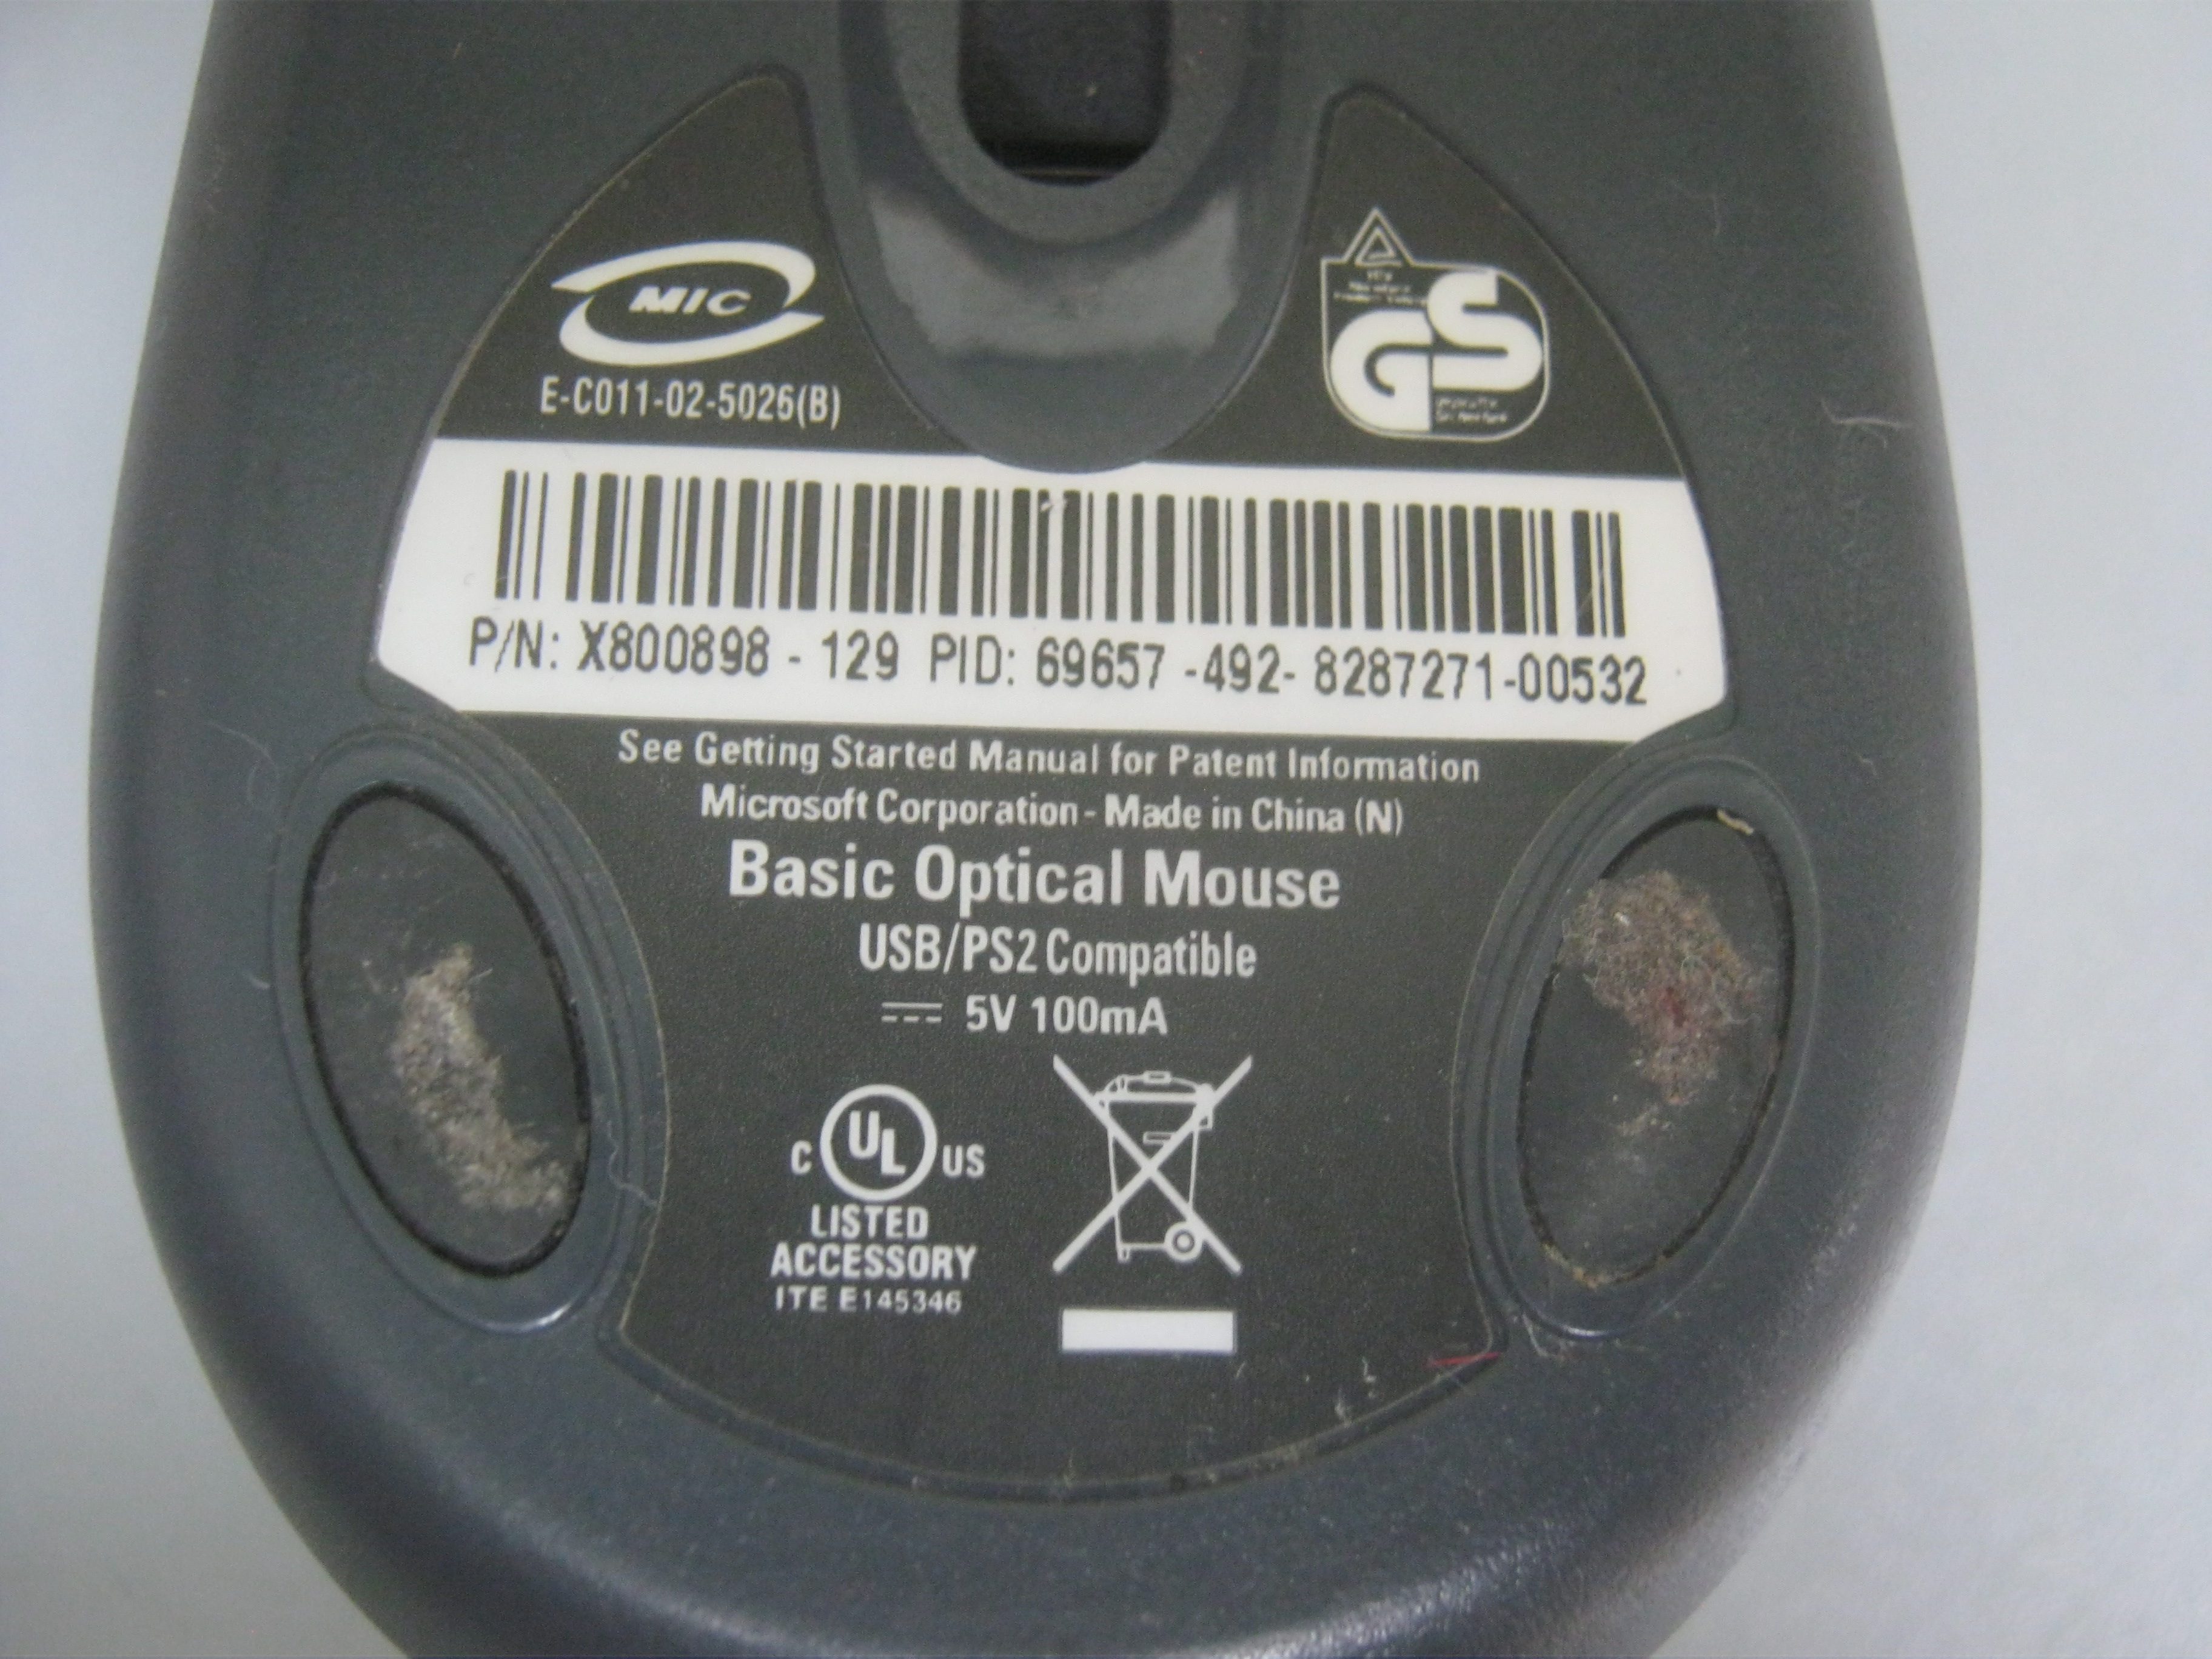 MIC
E-C011-02-5026(B)
GS
P/N: X800898 - 129 PID: 69657 -492- 8287271-00532
See Getting Started Manual for Patent Information
Microsoft Corporation - Made in China (N)
Basic Optical Mouse
USB/PS2 Compatible
5V 100mA
C UL US
LISTED
ACCESSORY
ITE E145346